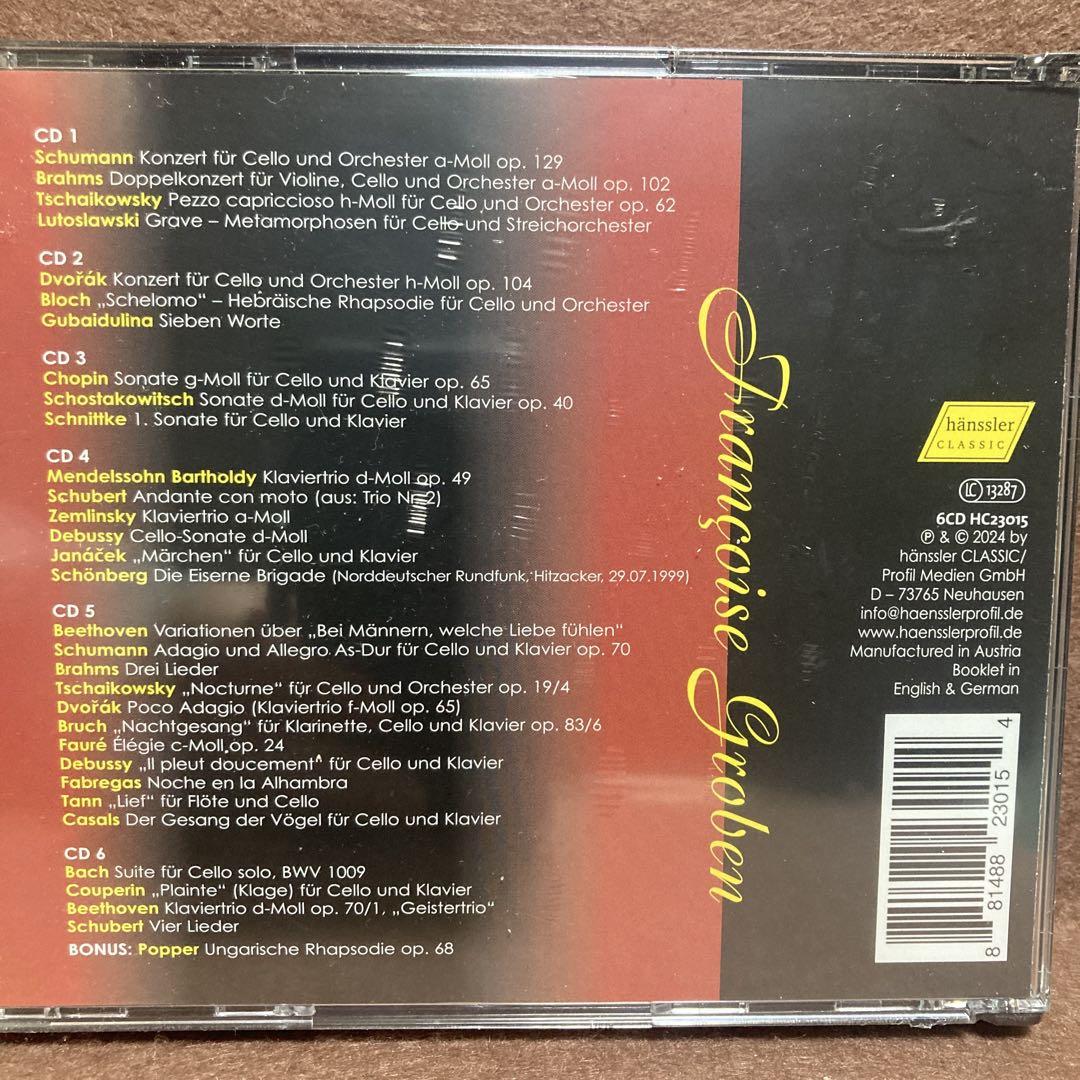 CD 1
Schumann Konzert für Cello und Orchester a-Moll op. 129
Brahms Doppelkonzert für Violine, Cello und Orchester a-Moll op. 102
Tschaikowsky Pezzo capriccioso h-Moll für Cello und Orchester op. 62
Lutoslawski Grave – Metamorphosen für Cello und Streichorchester
CD 2
Dvořák Konzert für Cello und Orchester h-Moll op. 104
Bloch „Schelomo“ – Hebräische Rhapsodie für Cello und Orchester
Gubaidulina Sieben Worte
CD 3
Chopin Sonate g-Moll für Cello und Klavier op. 65
Schostakowitsch Sonate d-Moll für Cello und Klavier op. 40
Schnittke 1. Sonate für Cello und Klavier
CD 4
Mendelssohn Bartholdy Klaviertrio d-Moll op. 49
Schubert Andante con moto (aus: Trio Nr. 2)
Zemlinsky Klaviertrio a-Moll
Debussy Cello-Sonate d-Moll
Janáček „Märchen“ für Cello und Klavier
Schönberg Die Eiserne Brigade (Norddeutscher Rundfunk, Hitzacker, 29.07.1999)
CD 5
Beethoven Variationen über „Bei Männern, welche Liebe fühlen“
Schumann Adagio und Allegro As-Dur für Cello und Klavier op. 70
Brahms Drei Lieder
Tschaikowsky „Nocturne“ für Cello und Orchester op. 19/4
Dvořák Poco Adagio (Klaviertrio f-Moll op. 65)
Bruch „Nachtgesang“ für Klarinette, Cello und Klavier op. 83/6
Fauré Élégie c-Moll op. 24
Debussy „Il pleut doucement“ für Cello und Klavier
Fabregas Noche en la Alhambra
Tann „Lief“ für Flöte und Cello
Casals Der Gesang der Vögel für Cello und Klavier
CD 6
Bach Suite für Cello solo, BWV 1009
Couperin „Plainte“ (Klage) für Cello und Klavier
Beethoven Klaviertrio d-Moll op. 70/1, „Geistertrio“
Schubert Vier Lieder
BONUS: Popper Ungarische Rhapsodie op. 68
Françoise Groben
hänssler
CLASSIC
LC 13287
6CD HC23015
℗ & © 2024 by
hänssler CLASSIC/
Profil Medien GmbH
D – 73765 Neuhausen
info@haensslerprofil.de
www.haensslerprofil.de
Manufactured in Austria
Booklet in
English & German
8 81488 23015 4